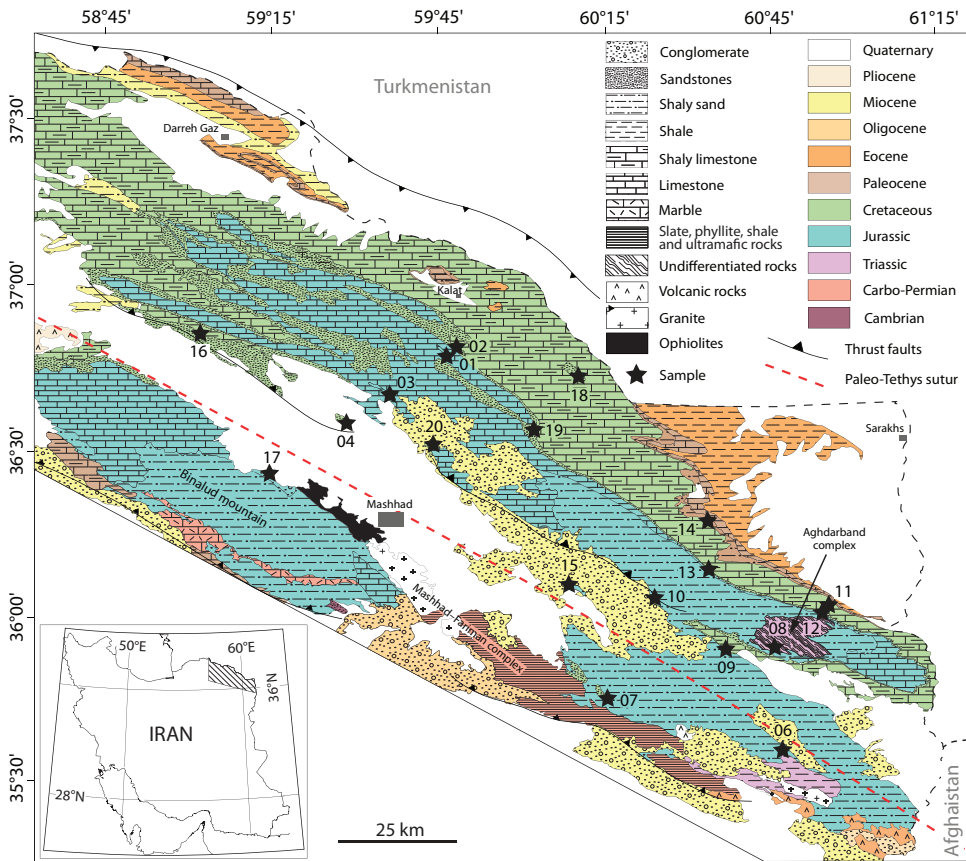 58°45' 59°15' 59°45' 60°15' 60°45' 61°15'
37°30'
37°00'
36°30'
36°00'
35°30'
Turkmenistan
Darreh Gaz
Kalat
Sarakhs
Mashhad
Binalud mountain
Mashhad–Fariman complex
Aghdarband
complex
Afghaistan
16
02
01
03
04
18
19
20
17
14
13
15
10
11
08
12
09
07
06
Conglomerate
Sandstones
Shaly sand
Shale
Shaly limestone
Limestone
Marble
Slate, phyllite, shale
and ultramafic rocks
Undifferentiated rocks
Volcanic rocks
Granite
Ophiolites
Sample
Quaternary
Pliocene
Miocene
Oligocene
Eocene
Paleocene
Cretaceous
Jurassic
Triassic
Carbo-Permian
Cambrian
Thrust faults
Paleo-Tethys sutur
50°E
60°E
36°N
IRAN
28°N
25 km